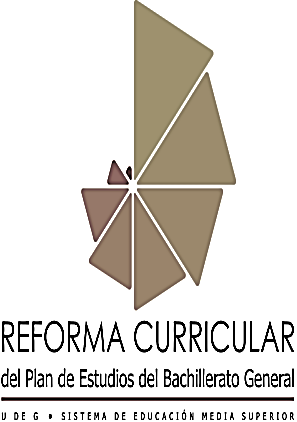 REFORMA CURRICULAR
del Plan de Estudios del Bachillerato General
U DE G • SISTEMA DE EDUCACIÓN MEDIA SUPERIOR